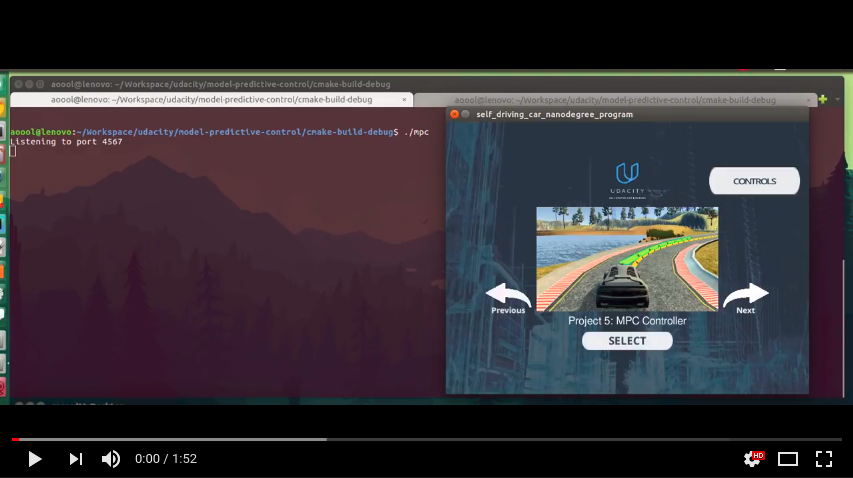 aoool@lenovo: ~/Workspace/udacity/model-predictive-control/cmake-build-debug
aoool@lenovo: ~/Workspace/udacity/model-predictive-control/cmake-build-debug × aoool@lenovo: ~/Workspace/udacity/model-predictive-control/cmake-build-debug ×
aoool@lenovo:~/Workspace/udacity/model-predictive-control/cmake-build-debug$ ./mpc
Listening to port 4567
self_driving_car_nanodegree_program
UDACITY
CONTROLS
Previous
Next
Project 5: MPC Controller
SELECT
0:00 / 1:52
HD